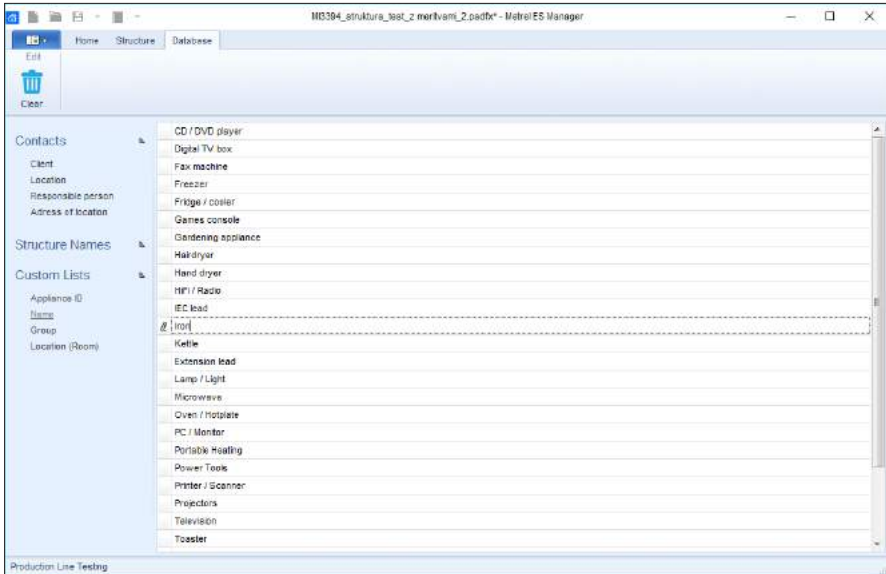 MI3394_struktura_test_z meritvami_2.padfx* - Metrel ES Manager
Home Structure Database
Edit
Clear
Contacts
Client
Location
Responsible person
Adress of location
Structure Names
Custom Lists
Appliance ID
Name
Group
Location (Room)
CD / DVD player
Digital TV box
Fax machine
Freezer
Fridge / cooler
Games console
Gardening appliance
Hairdryer
Hand dryer
HiFi / Radio
IEC lead
Iron
Kettle
Extension lead
Lamp / Light
Microwave
Oven / Hotplate
PC / Monitor
Portable Heating
Power Tools
Printer / Scanner
Projectors
Television
Toaster
Production Line Testing